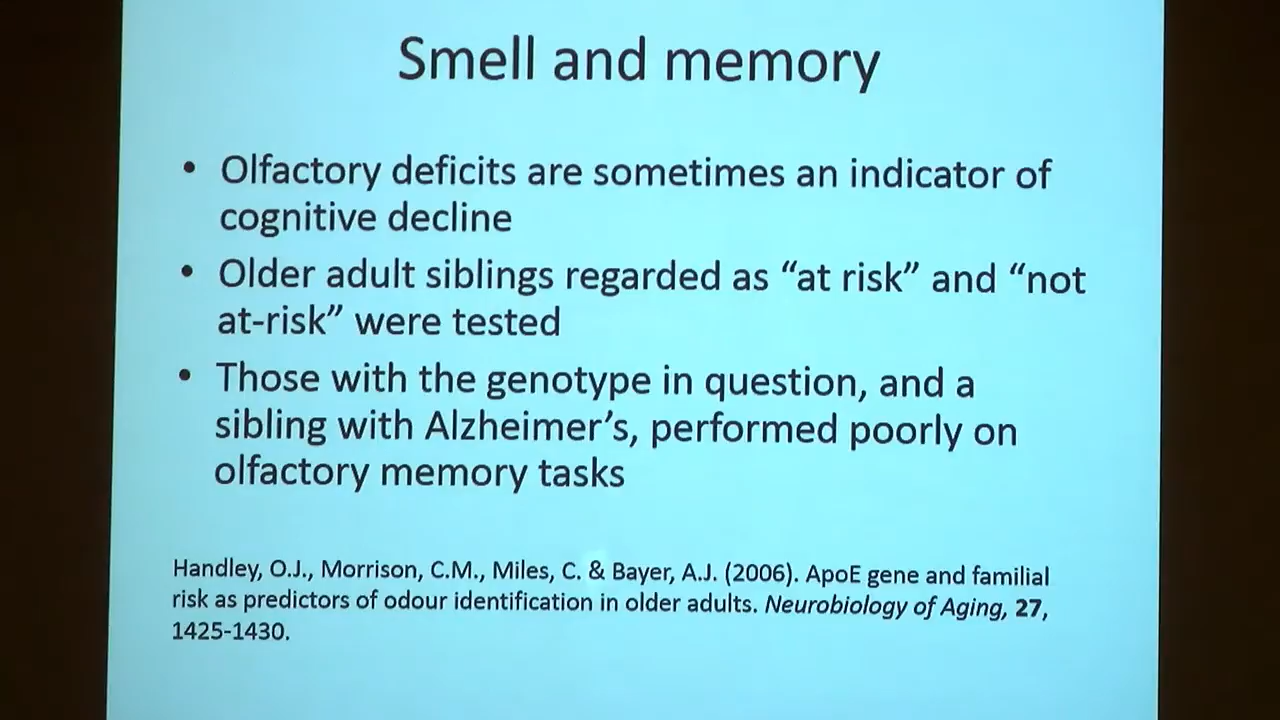 Smell and memory
• Olfactory deficits are sometimes an indicator of
cognitive decline
• Older adult siblings regarded as “at risk” and “not
at-risk” were tested
• Those with the genotype in question, and a
sibling with Alzheimer’s, performed poorly on
olfactory memory tasks
Handley, O.J., Morrison, C.M., Miles, C. & Bayer, A.J. (2006). ApoE gene and familial
risk as predictors of odour identification in older adults. Neurobiology of Aging, 27,
1425-1430.